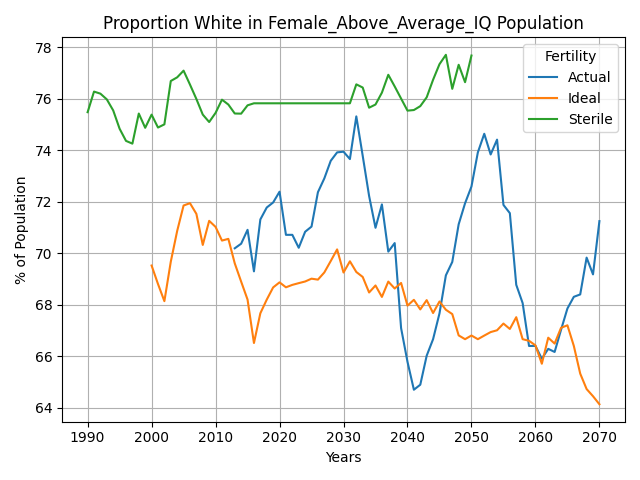 Proportion White in Female_Above_Average_IQ Population
% of Population
78
76
74
72
70
68
66
64
Fertility
Actual
Ideal
Sterile
1990 2000 2010 2020 2030 2040 2050 2060 2070
Years